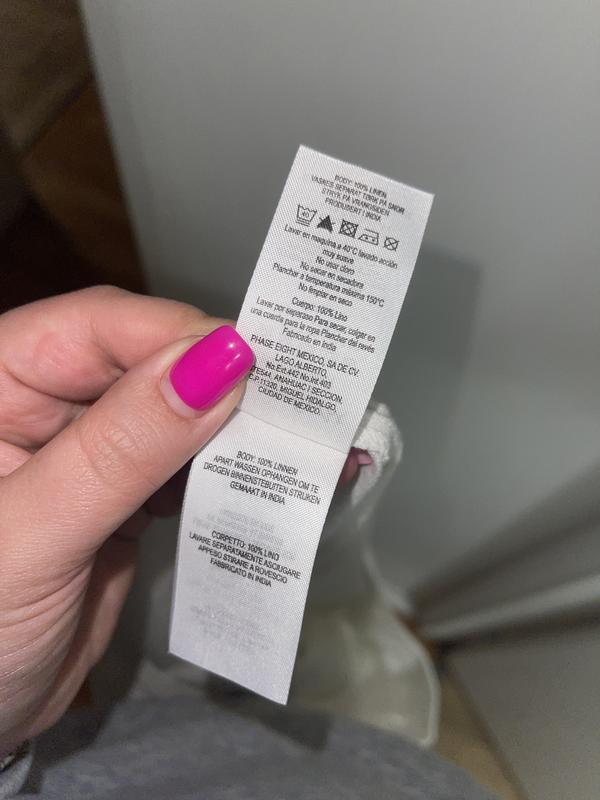 BODY: 100% LINEN
VASKES SEPARAT TØRK PÅ SNOR
STRYK PÅ VRANGSIDEN
PRODUSERT I INDIA
40
Lavar en maquina a 40°C lavado acción
muy suave
No usar cloro
No secar en secadora
Planchar a temperatura máxima 150°C
No limpiar en seco
Cuerpo: 100% Lino
Lavar por separaso Para secar, colgar en
una cuerda para la ropa Planchar del revés
Fabricado en India
PHASE EIGHT MEXICO, SA DE CV.
LAGO ALBERTO,
No.Ext.442 No.Int.403
ANAHUAC I SECCION,
C.P.11320, MIGUEL HIDALGO,
CIUDAD DE MEXICO.
BODY: 100% LINNEN
APART WASSEN OPHANGEN OM TE
DROGEN BINNENSTEBUITEN STRIJKEN
GEMAAKT IN INDIA
CORPETTO: 100% LINO
LAVARE SEPARATAMENTE ASCIUGARE
APPESO STIRARE A ROVESCIO
FABBRICATO IN INDIA